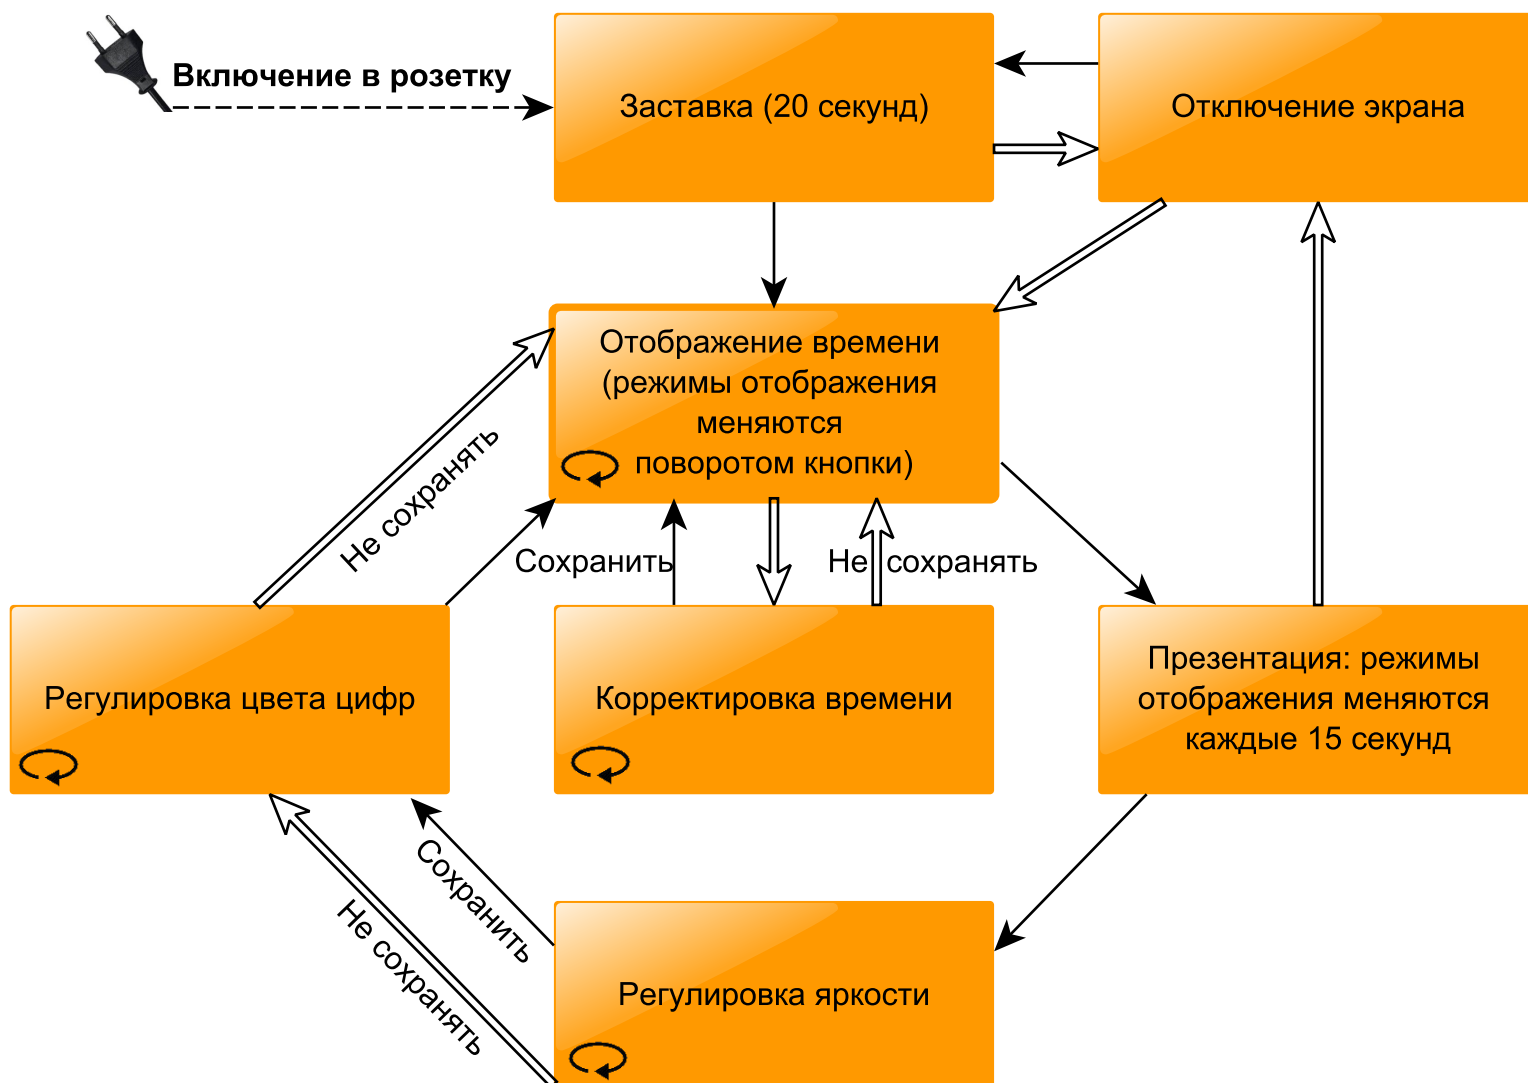 Включение в розетку
Заставка (20 секунд)
Отключение экрана
Отображение времени
(режимы отображения
меняются
поворотом кнопки)
Не сохранять
Сохранить
Не сохранять
Регулировка цвета цифр
Корректировка времени
Презентация: режимы
отображения меняются
каждые 15 секунд
Сохранить
Не сохранять
Регулировка яркости